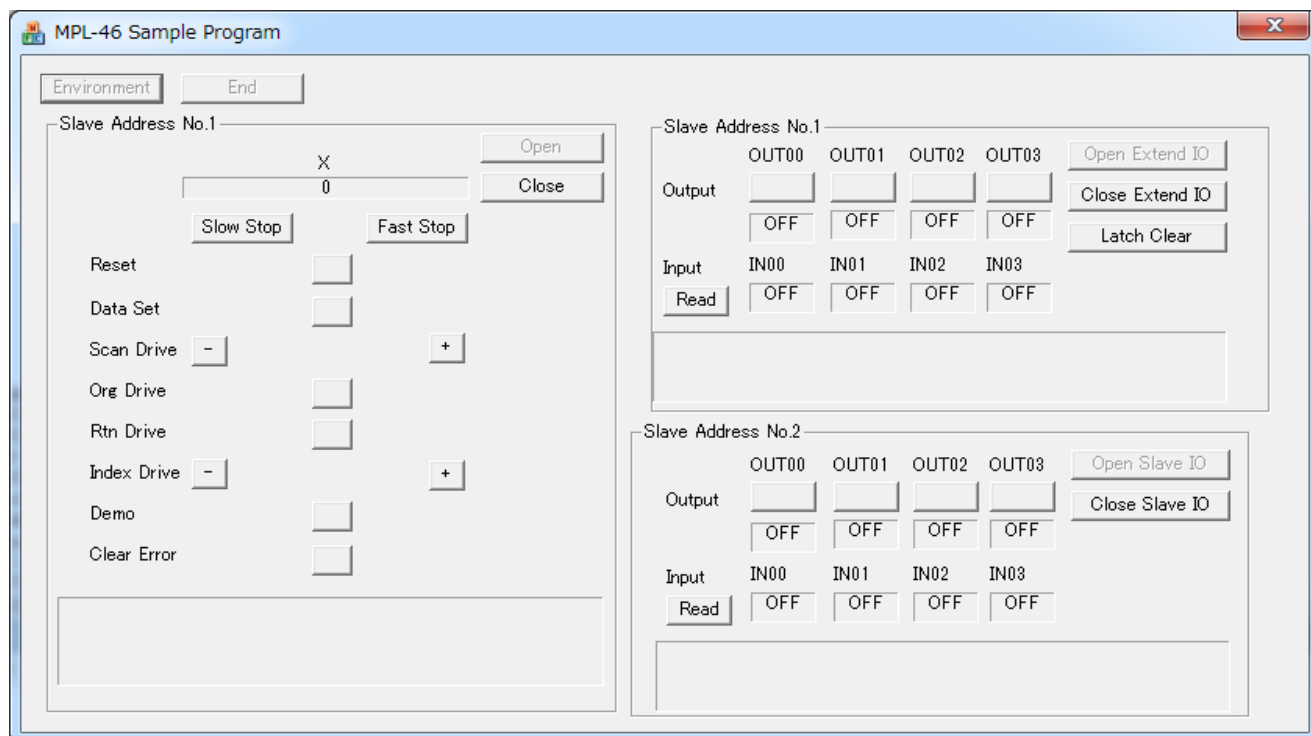 MPL-46 Sample Program
Environment End
Slave Address No.1
Open
X
0
Close
Slow Stop Fast Stop
Reset
Data Set
Scan Drive - +
Org Drive
Rtn Drive
Index Drive - +
Demo
Clear Error
Slave Address No.1
OUT00 OUT01 OUT02 OUT03 Open Extend IO
Output
Close Extend IO
OFF OFF OFF OFF
Latch Clear
Input IN00 IN01 IN02 IN03
Read OFF OFF OFF OFF
Slave Address No.2
OUT00 OUT01 OUT02 OUT03 Open Slave IO
Output
Close Slave IO
OFF OFF OFF OFF
Input IN00 IN01 IN02 IN03
Read OFF OFF OFF OFF